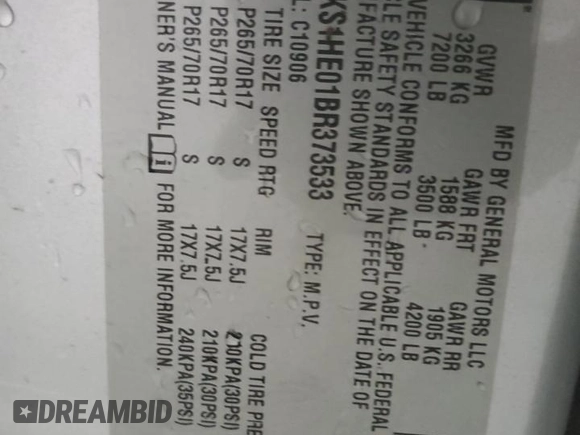 MFD BY GENERAL MOTORS LLC
GVWR GAWR FRT GAWR RR
3266 KG 1588 KG 1905 KG
7200 LB 3500 LB 4200 LB
VEHICLE CONFORMS TO ALL APPLICABLE U.S. FEDERAL
SAFETY STANDARDS IN EFFECT ON THE DATE OF
FACTURE SHOWN ABOVE.
KS1HE01BR373533 TYPE: M.P.V.
L: C10906
TIRE SIZE SPEED RTG RIM COLD TIRE PRE
P265/70R17 S 17X7.5J 210KPA(30PSI)
P265/70R17 S 17X7.5J 210KPA(30PSI)
P265/70R17 S 17X7.5J 240KPA(35PSI)
NER'S MANUAL i FOR MORE INFORMATION.
DREAMBID